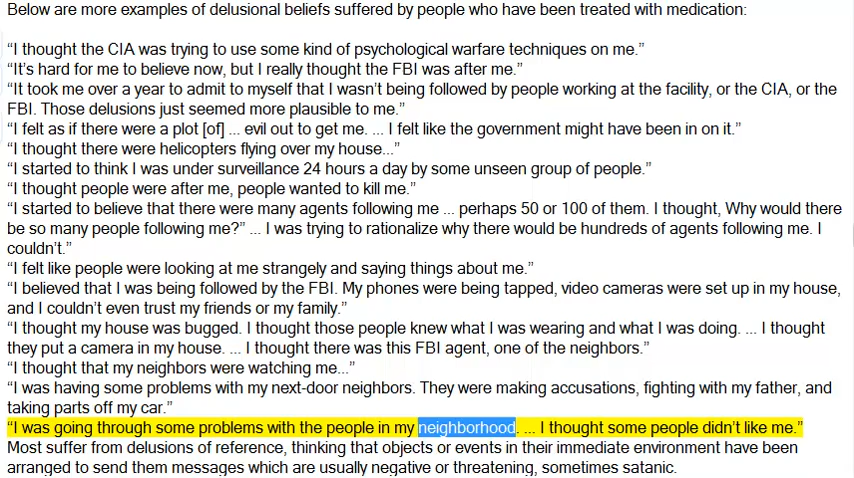 Below are more examples of delusional beliefs suffered by people who have been treated with medication:
“I thought the CIA was trying to use some kind of psychological warfare techniques on me.”
“It’s hard for me to believe now, but I really thought the FBI was after me.”
“It took me over a year to admit to myself that I wasn’t being followed by people working at the facility, or the CIA, or the
FBI. Those delusions just seemed more plausible to me.”
“I felt as if there were a plot [of] ... evil out to get me. ... I felt like the government might have been in on it.”
“I thought there were helicopters flying over my house...”
“I started to think I was under surveillance 24 hours a day by some unseen group of people.”
“I thought people were after me, people wanted to kill me.”
“I started to believe that there were many agents following me ... perhaps 50 or 100 of them. I thought, Why would there
be so many people following me?” ... I was trying to rationalize why there would be hundreds of agents following me. I
couldn’t.”
“I felt like people were looking at me strangely and saying things about me.”
“I believed that I was being followed by the FBI. My phones were being tapped, video cameras were set up in my house,
and I couldn’t even trust my friends or my family.”
“I thought my house was bugged. I thought those people knew what I was wearing and what I was doing. ... I thought
they put a camera in my house. ... I thought there was this FBI agent, one of the neighbors.”
“I thought that my neighbors were watching me...”
“I was having some problems with my next-door neighbors. They were making accusations, fighting with my father, and
taking parts off my car.”
“I was going through some problems with the people in my neighborhood. ... I thought some people didn’t like me.”
Most suffer from delusions of reference, thinking that objects or events in their immediate environment have been
arranged to send them messages which are usually negative or threatening, sometimes satanic.